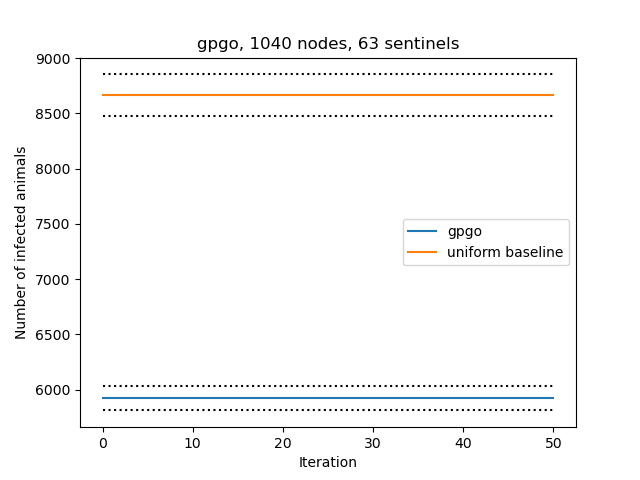 gpgo, 1040 nodes, 63 sentinels
9000
8500
8000
7500
7000
6500
6000
Number of infected animals
gpgo
uniform baseline
0 10 20 30 40 50
Iteration